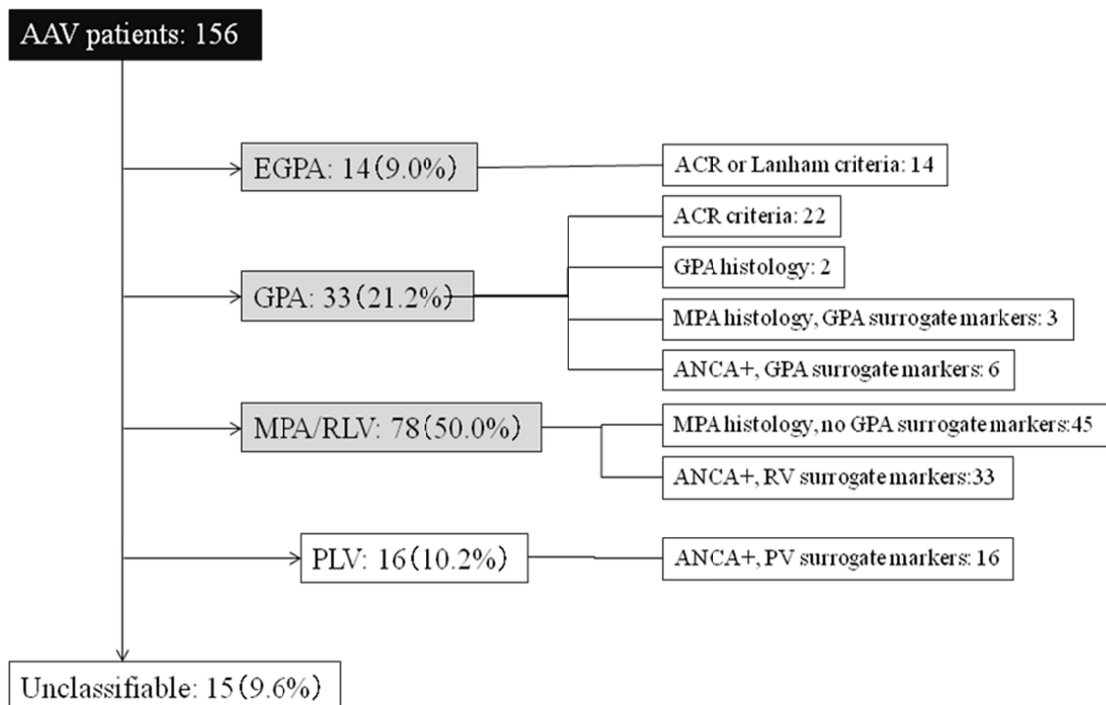 AAV patients: 156
EGPA: 14(9.0%)
ACR or Lanham criteria: 14
ACR criteria: 22
GPA histology: 2
GPA: 33(21.2%)
MPA histology, GPA surrogate markers: 3
ANCA+, GPA surrogate markers: 6
MPA/RLV: 78(50.0%)
MPA histology, no GPA surrogate markers:45
ANCA+, RV surrogate markers:33
PLV: 16(10.2%)
ANCA+, PV surrogate markers: 16
Unclassifiable: 15(9.6%)